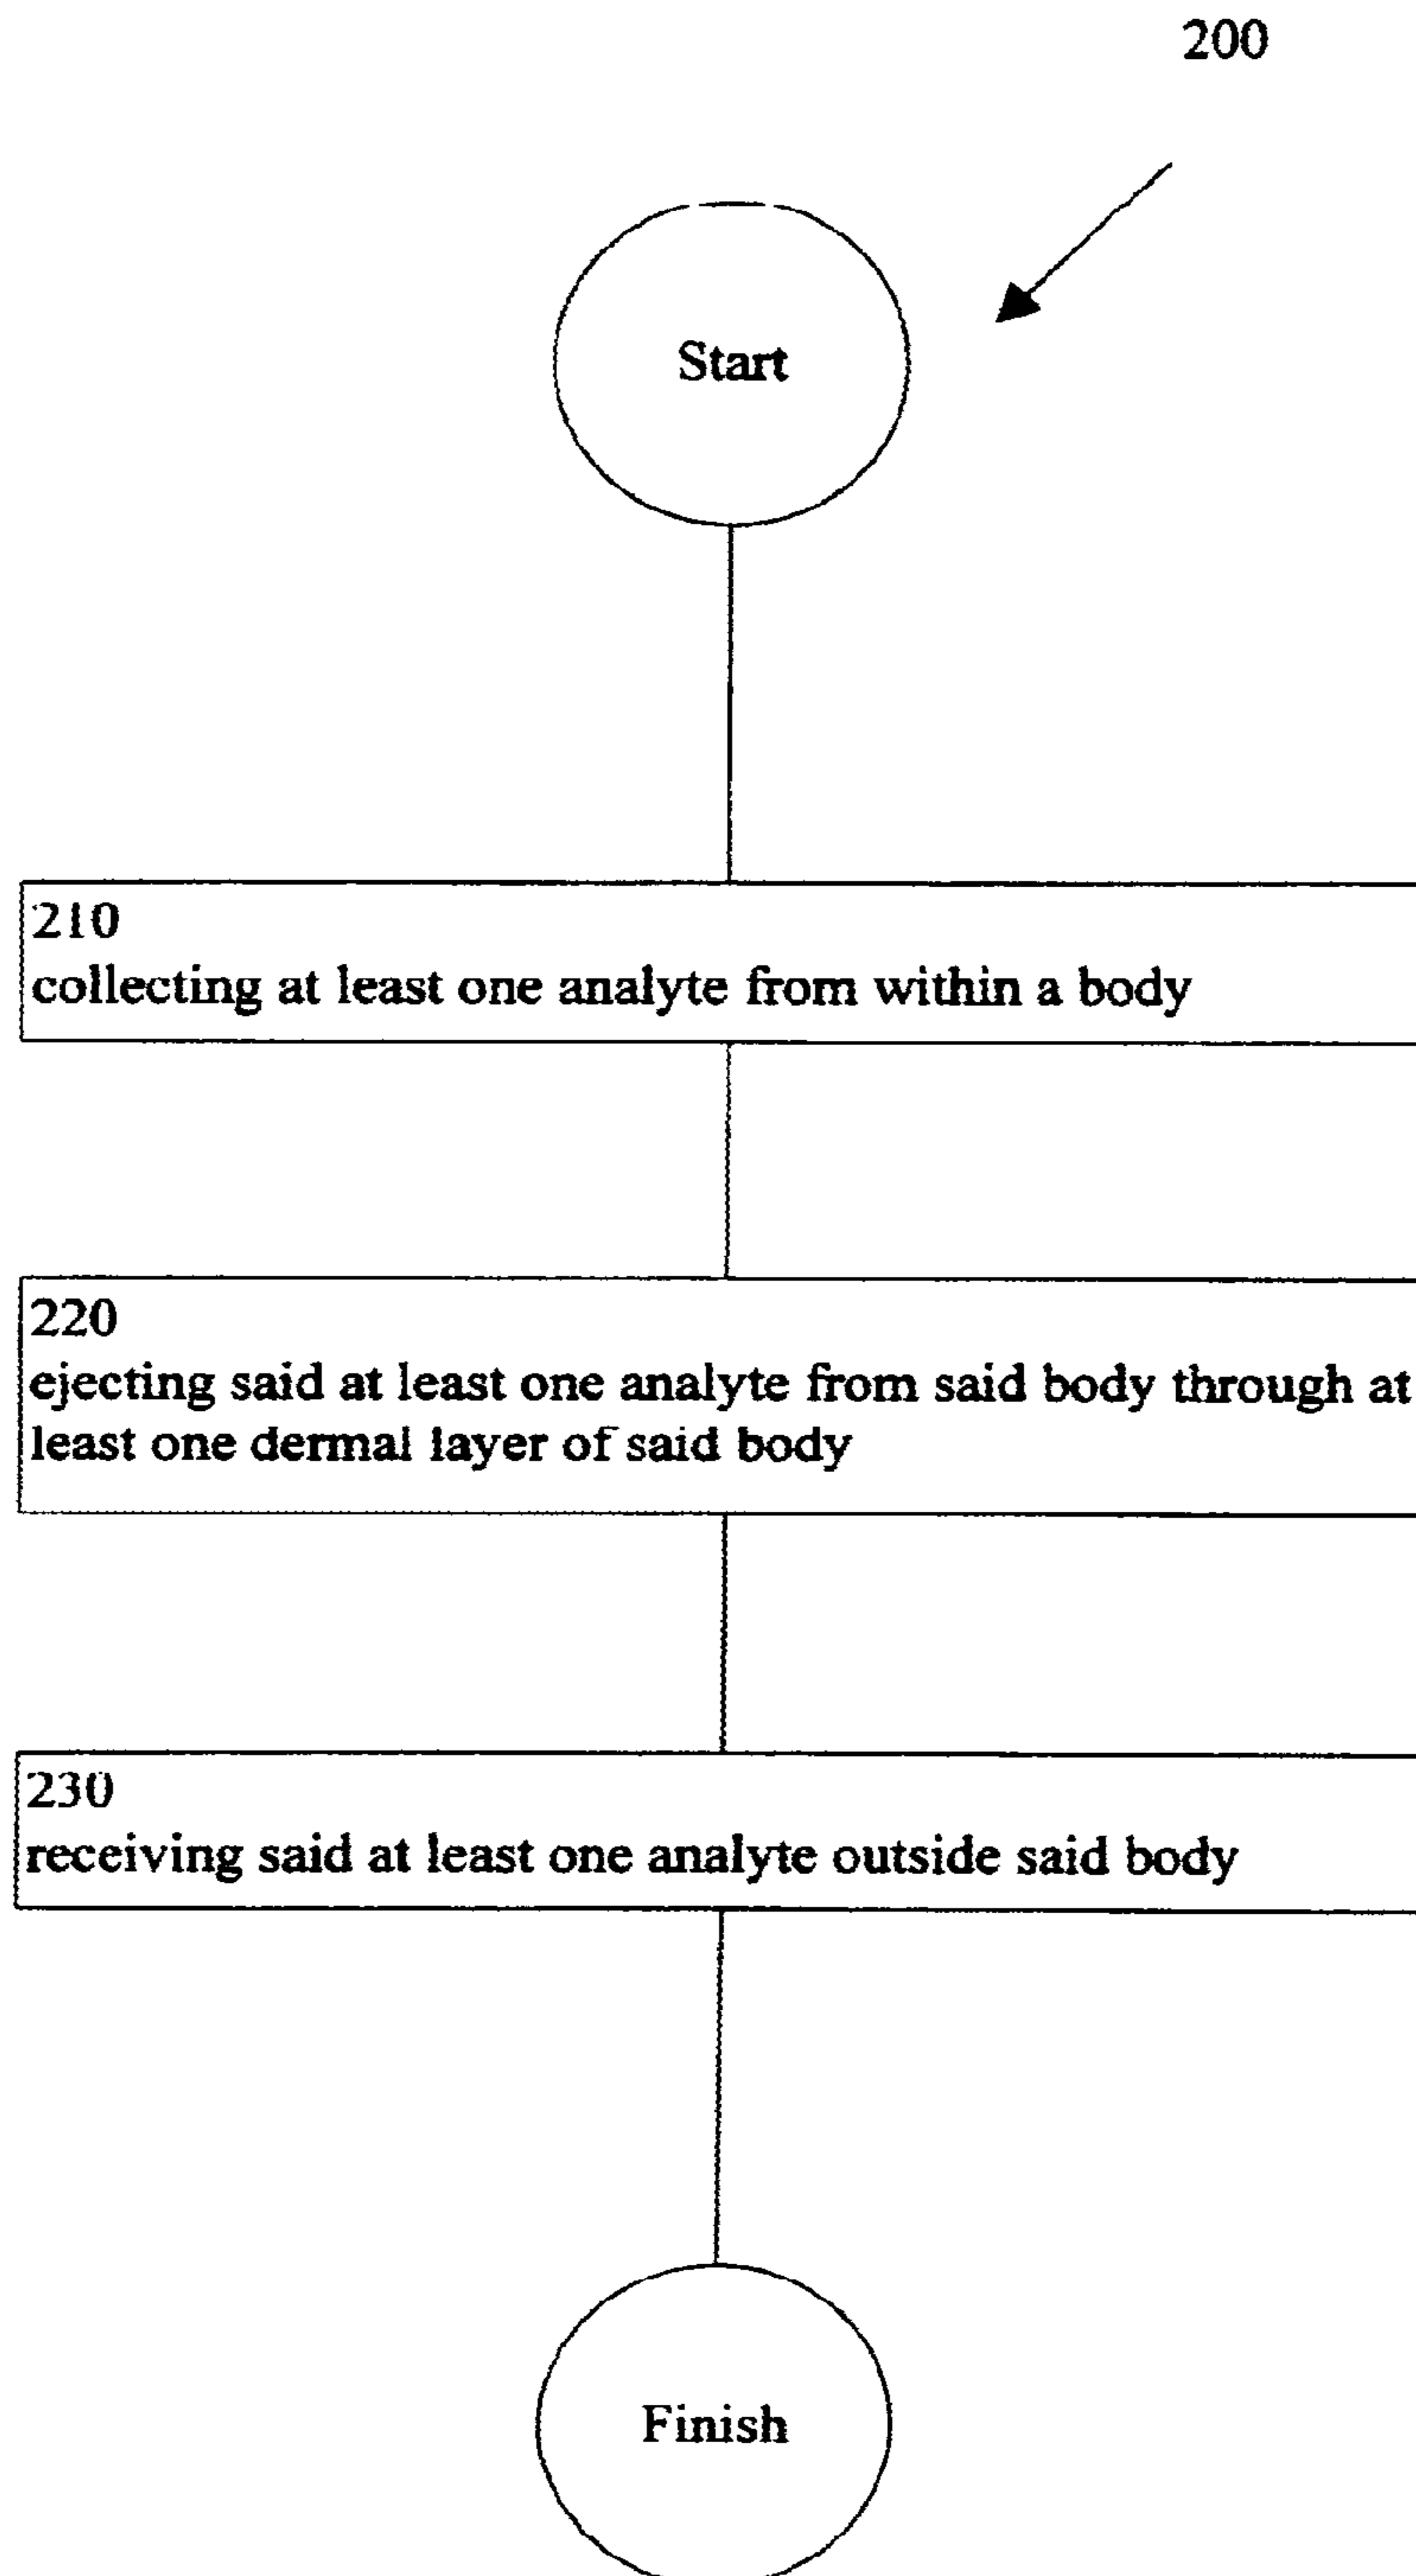 200
Start
210
collecting at least one analyte from within a body
220
ejecting said at least one analyte from said body through at
least one dermal layer of said body
230
receiving said at least one analyte outside said body
Finish